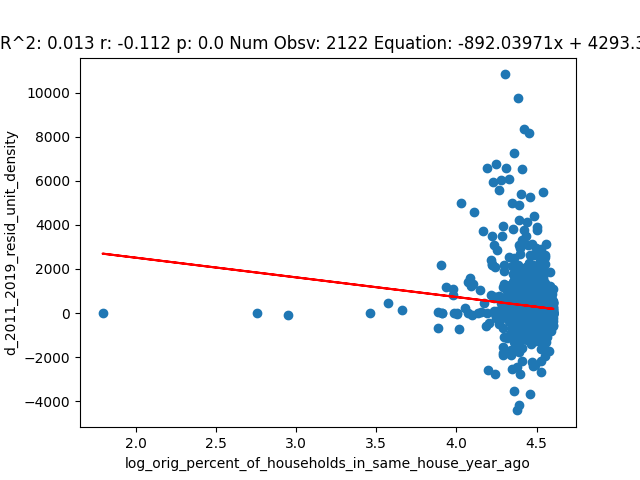 R^2: 0.013 r: -0.112 p: 0.0 Num Obsv: 2122 Equation: -892.03971x + 4293.3
d_2011_2019_resid_unit_density
10000
8000
6000
4000
2000
0
−2000
−4000
2.0 2.5 3.0 3.5 4.0 4.5
log_orig_percent_of_households_in_same_house_year_ago